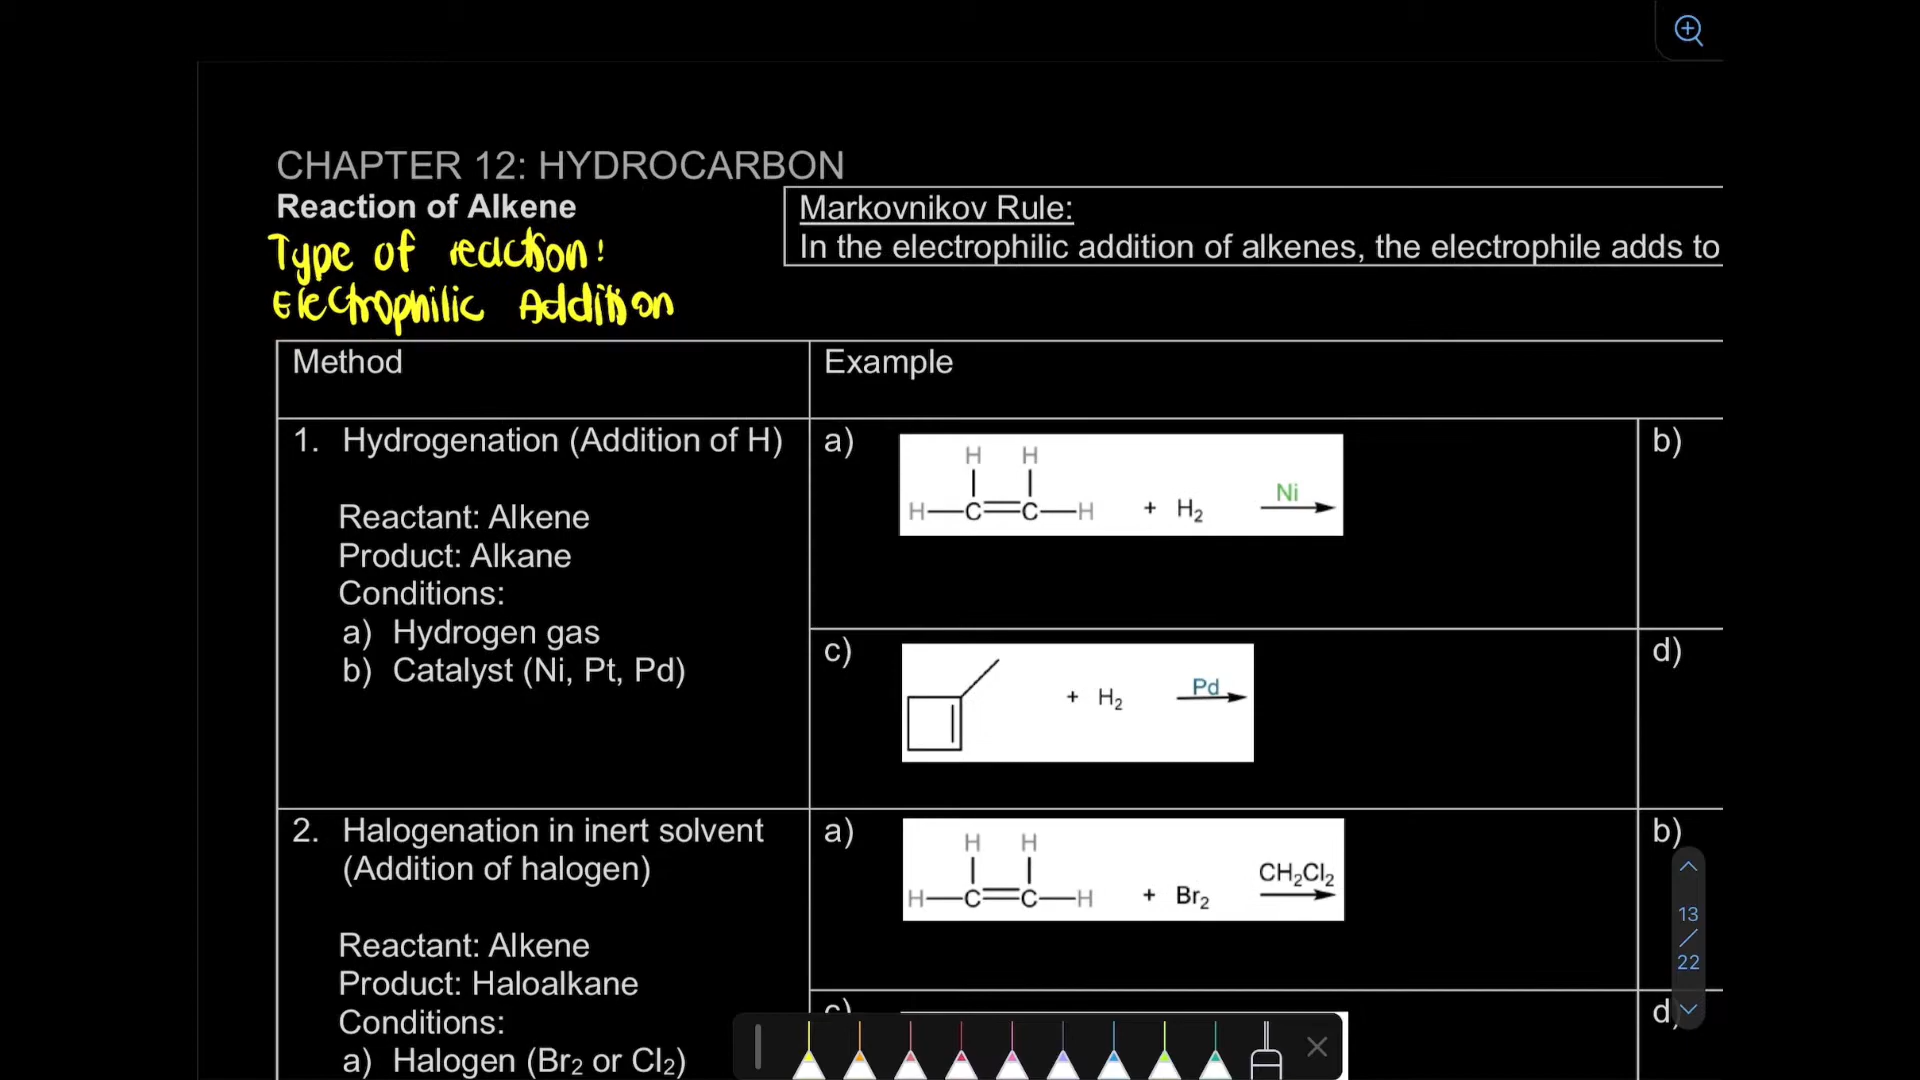 CHAPTER 12: HYDROCARBON
Reaction of Alkene
Type of reaction:
Electrophilic Addition
Markovnikov Rule:
In the electrophilic addition of alkenes, the electrophile adds to
Method
Example
1. Hydrogenation (Addition of H)
Reactant: Alkene
Product: Alkane
Conditions:
a) Hydrogen gas
b) Catalyst (Ni, Pt, Pd)
a)
H H
H C C H + H₂ Ni
b)
c)
+ H₂ Pd
d)
2. Halogenation in inert solvent
(Addition of halogen)
Reactant: Alkene
Product: Haloalkane
Conditions:
a) Halogen (Br₂ or Cl₂)
a)
H H
H C C H + Br₂ CH₂Cl₂
b)
c)
d)
13
/
22